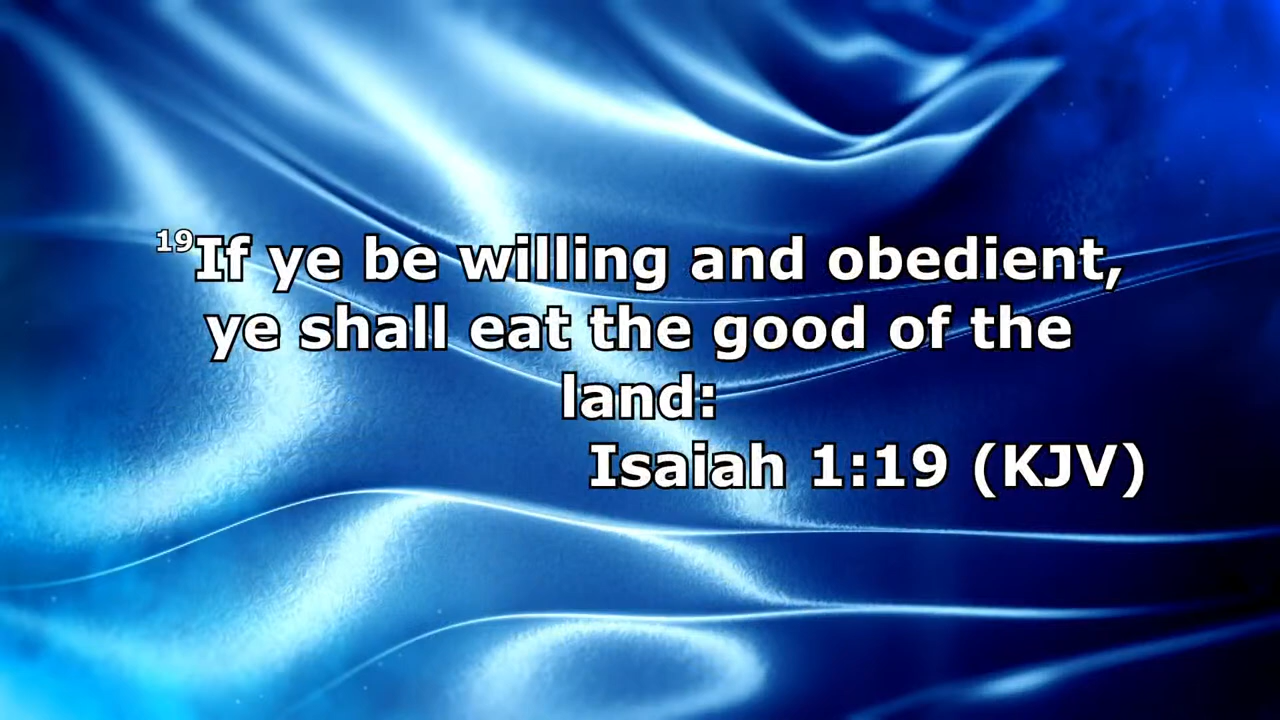 19If ye be willing and obedient,
ye shall eat the good of the
land:
Isaiah 1:19 (KJV)